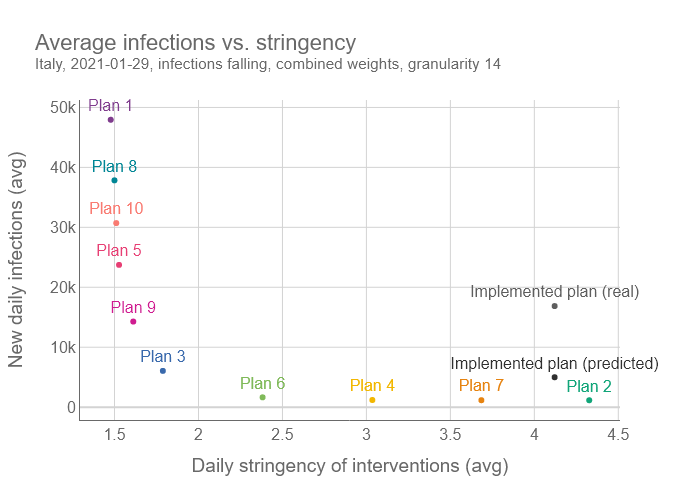 Average infections vs. stringency
Italy, 2021-01-29, infections falling, combined weights, granularity 14
New daily infections (avg)
50k
40k
30k
20k
10k
0
Plan 1
Plan 8
Plan 10
Plan 5
Plan 9
Plan 3
Plan 6
Plan 4
Plan 7
Plan 2
Implemented plan (real)
Implemented plan (predicted)
1.5
2
2.5
3
3.5
4
4.5
Daily stringency of interventions (avg)